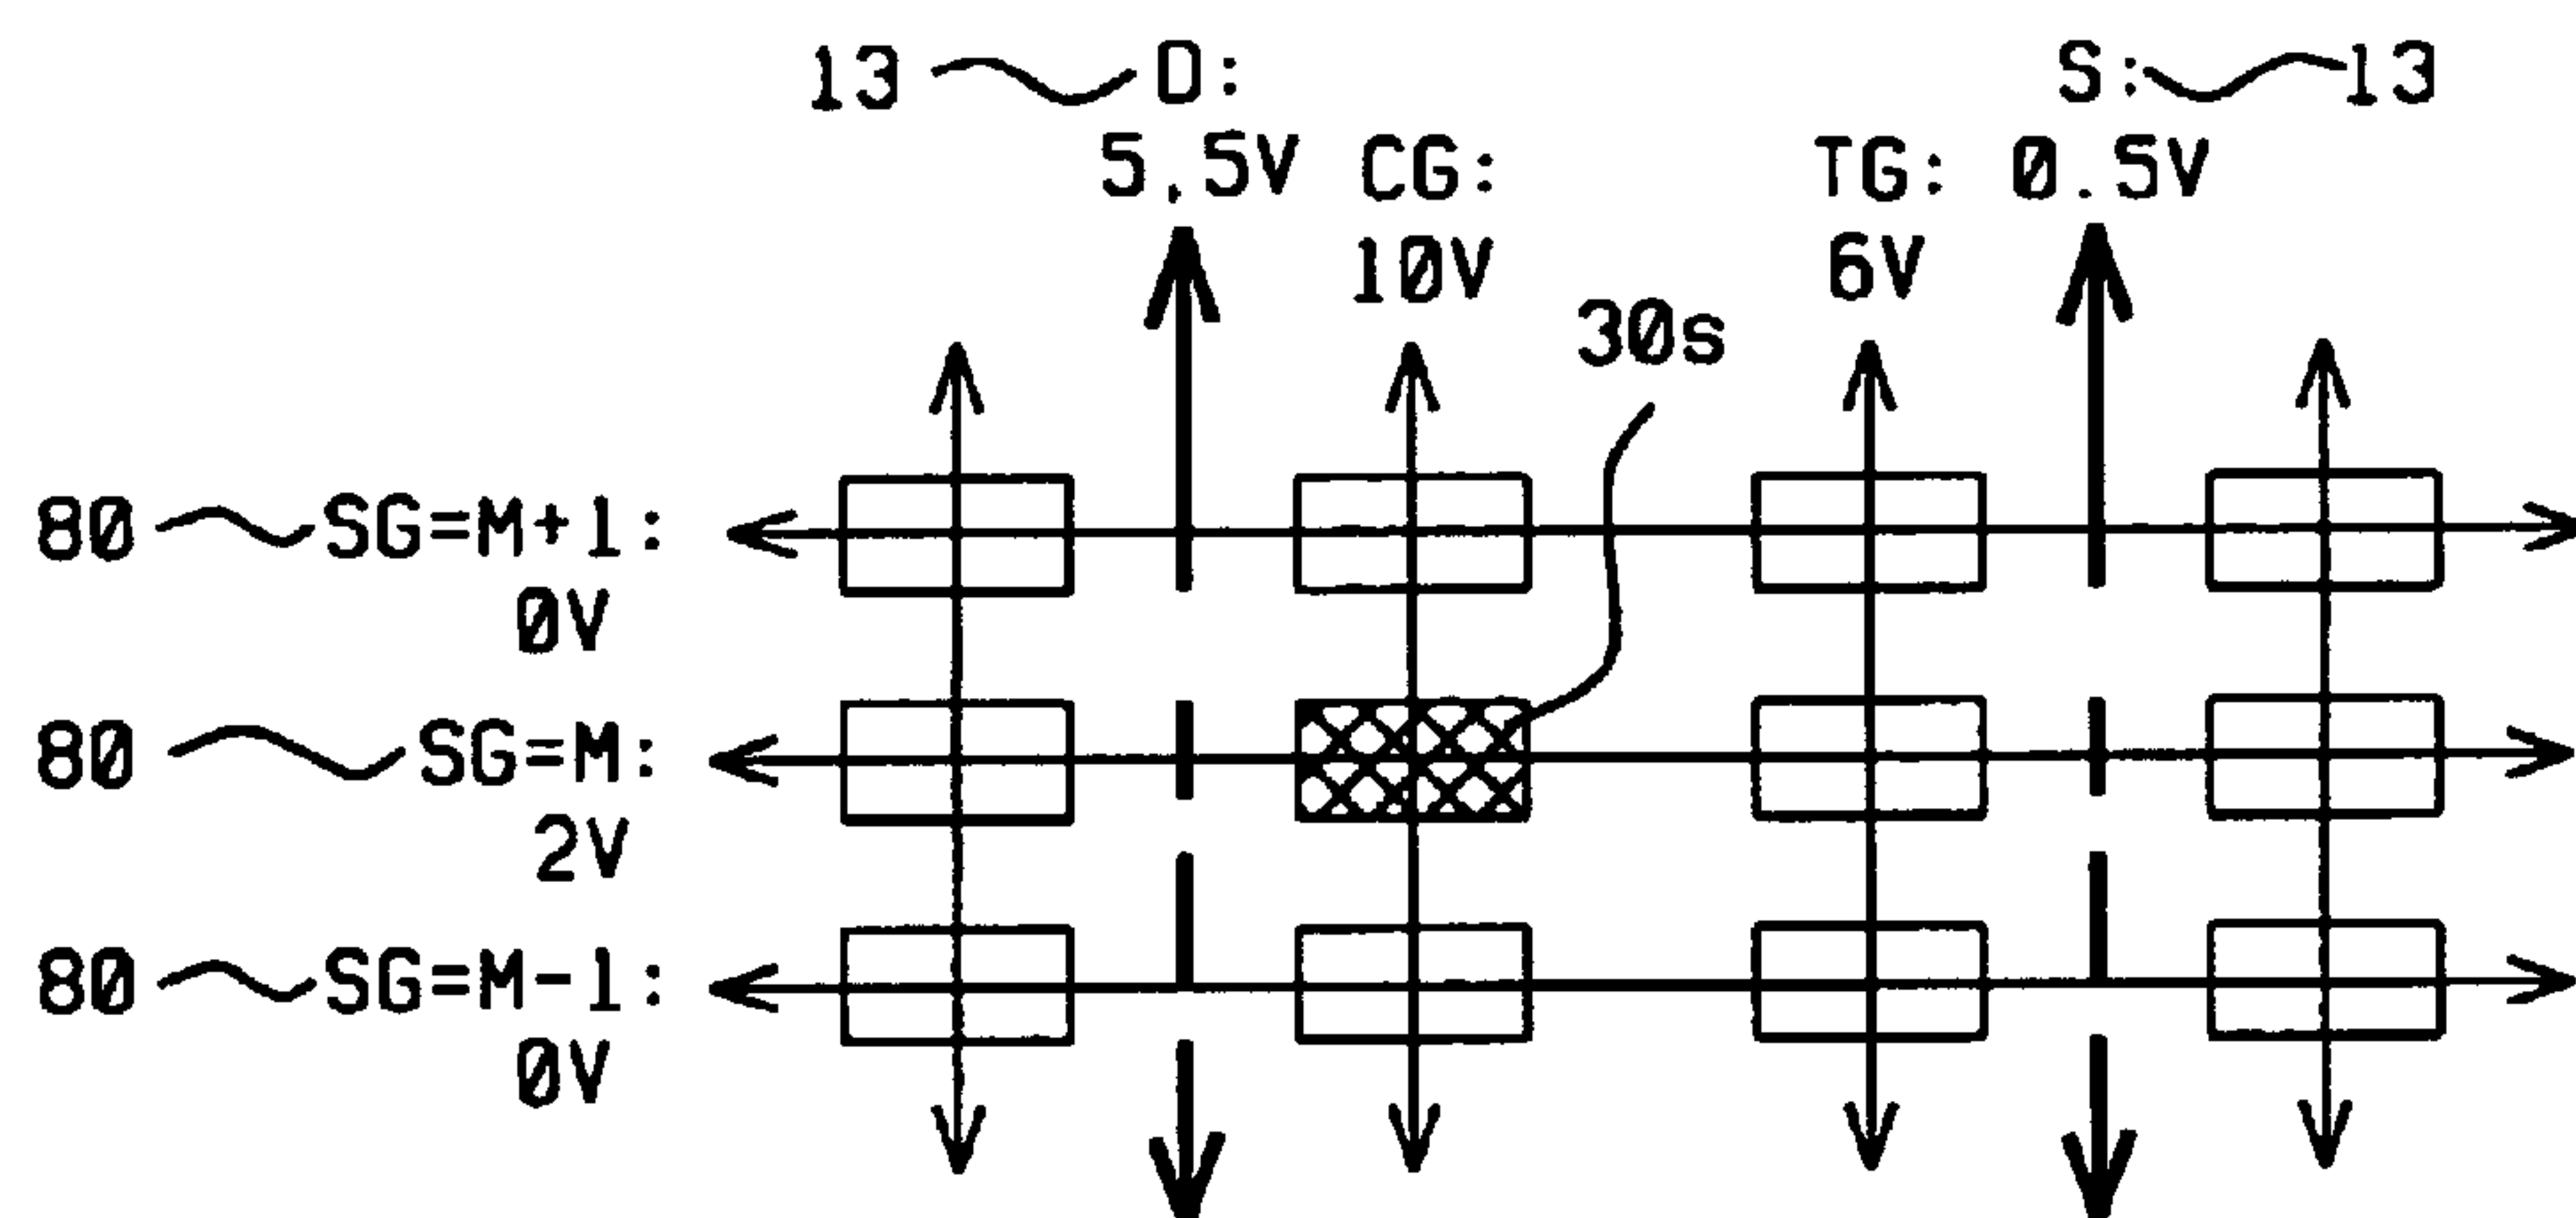 13 D: S: 13
5.5V CG: TG: 0.5V
10V 6V
30s
80 SG=M+1:
0V
80 SG=M:
2V
80 SG=M-1:
0V